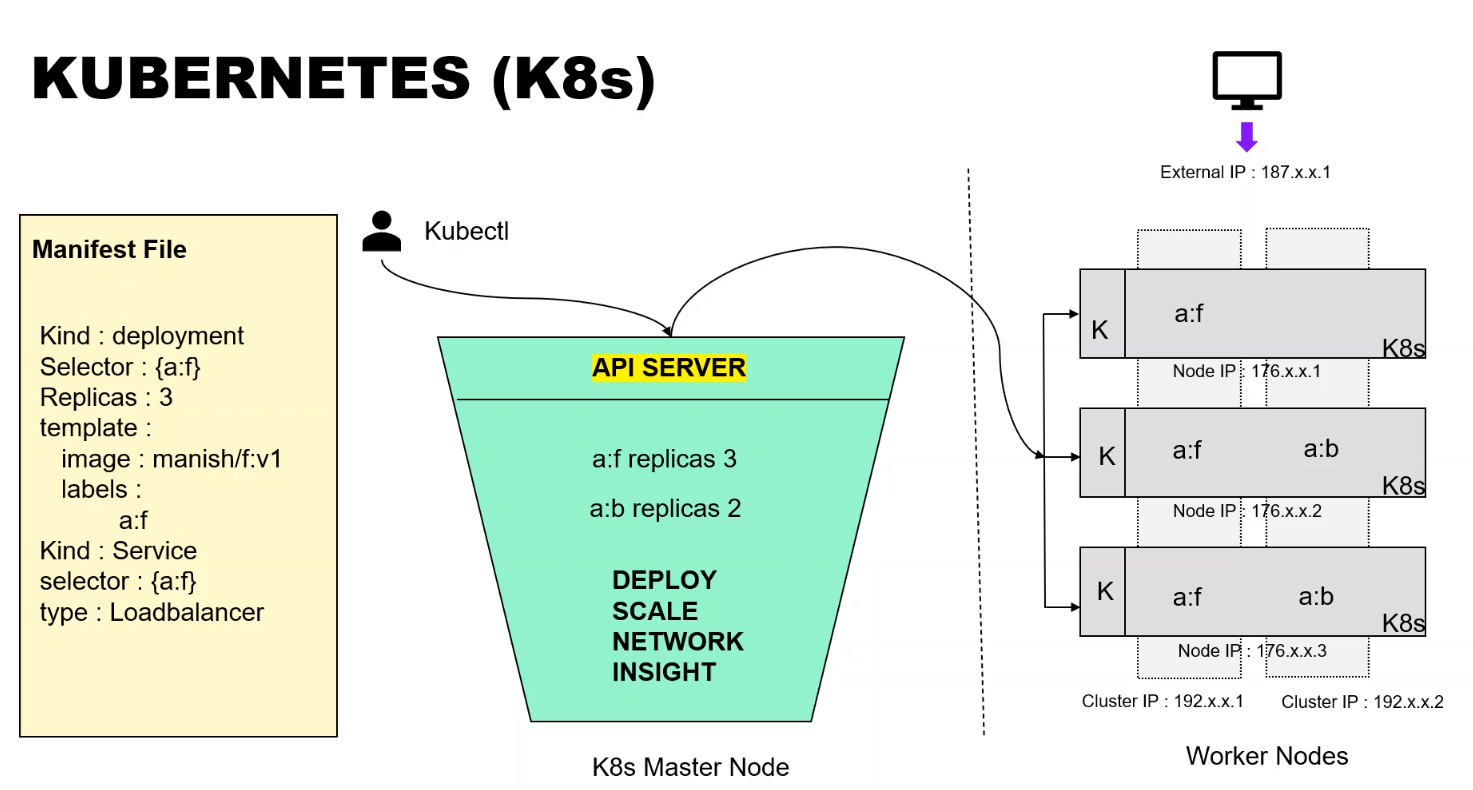 KUBERNETES (K8s)
Manifest File
Kind : deployment
Selector : {a:f}
Replicas : 3
template :
image : manish/f:v1
labels :
a:f
Kind : Service
selector : {a:f}
type : Loadbalancer
Kubectl
API SERVER
a:f replicas 3
a:b replicas 2
DEPLOY
SCALE
NETWORK
INSIGHT
K8s Master Node
External IP : 187.x.x.1
K
a:f
K8s
Node IP : 176.x.x.1
K
a:f
a:b
K8s
Node IP : 176.x.x.2
K
a:f
a:b
K8s
Node IP : 176.x.x.3
Cluster IP : 192.x.x.1
Cluster IP : 192.x.x.2
Worker Nodes